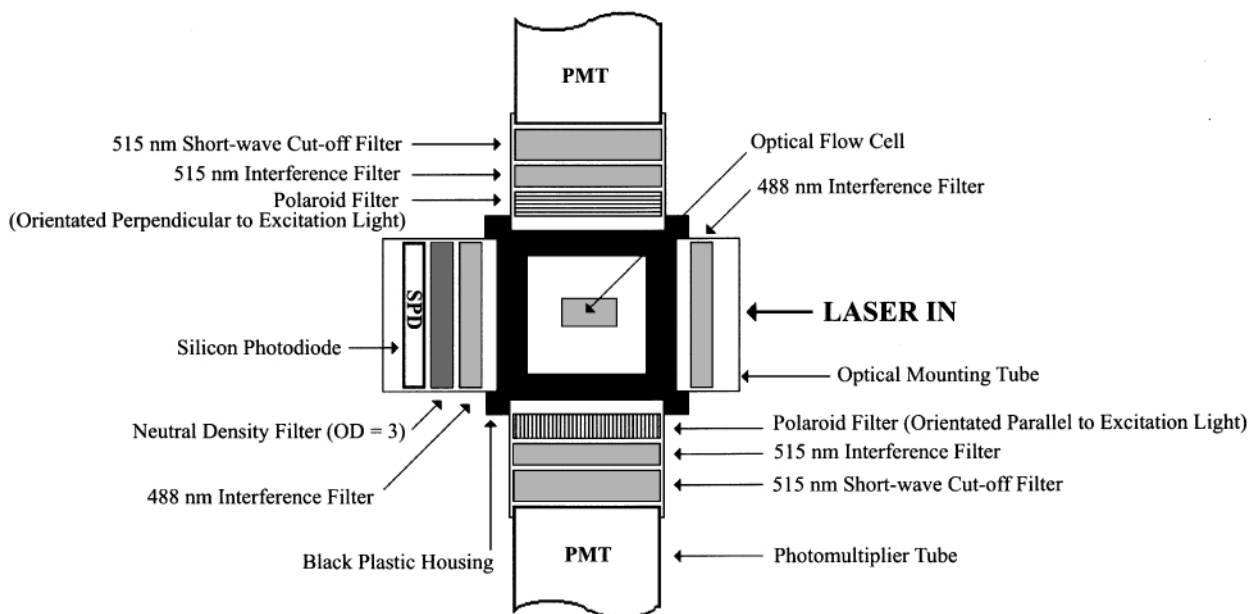 PMT
515 nm Short-wave Cut-off Filter
Optical Flow Cell
515 nm Interference Filter
488 nm Interference Filter
Polaroid Filter
(Orientated Perpendicular to Excitation Light)
SPD
LASER IN
Silicon Photodiode
Optical Mounting Tube
Neutral Density Filter (OD = 3)
Polaroid Filter (Orientated Parallel to Excitation Light)
515 nm Interference Filter
488 nm Interference Filter
515 nm Short-wave Cut-off Filter
Black Plastic Housing
PMT
Photomultiplier Tube